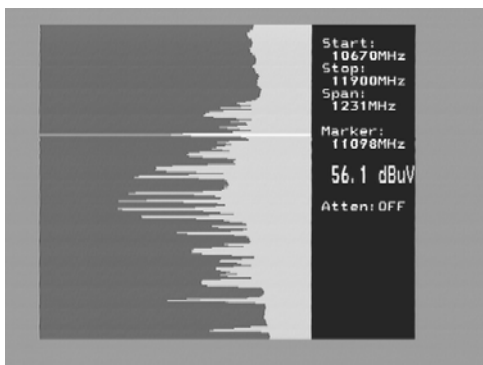 Start:
10670MHz
Stop:
11900MHz
Span:
1231MHz
Marker:
11098MHz
56.1 dBuV
Atten:OFF